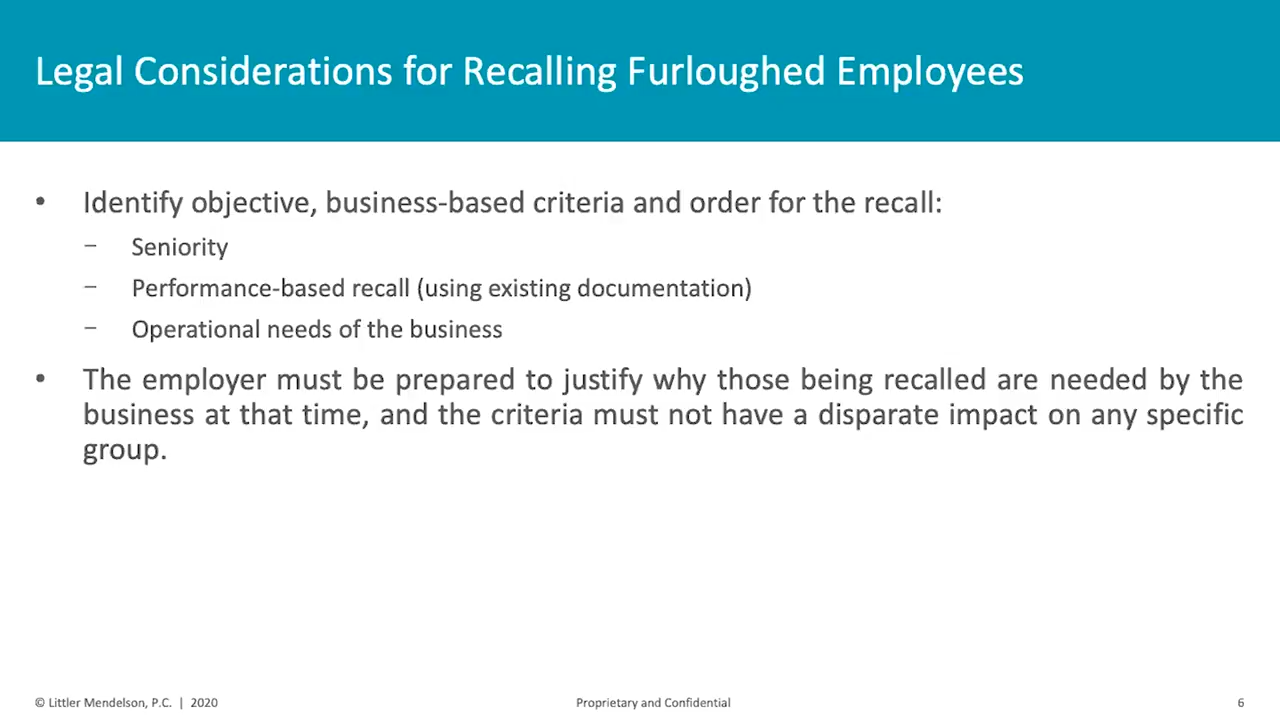 Legal Considerations for Recalling Furloughed Employees
• Identify objective, business-based criteria and order for the recall:
– Seniority
– Performance-based recall (using existing documentation)
– Operational needs of the business
• The employer must be prepared to justify why those being recalled are needed by the
business at that time, and the criteria must not have a disparate impact on any specific
group.
© Littler Mendelson, P.C. | 2020
Proprietary and Confidential
6